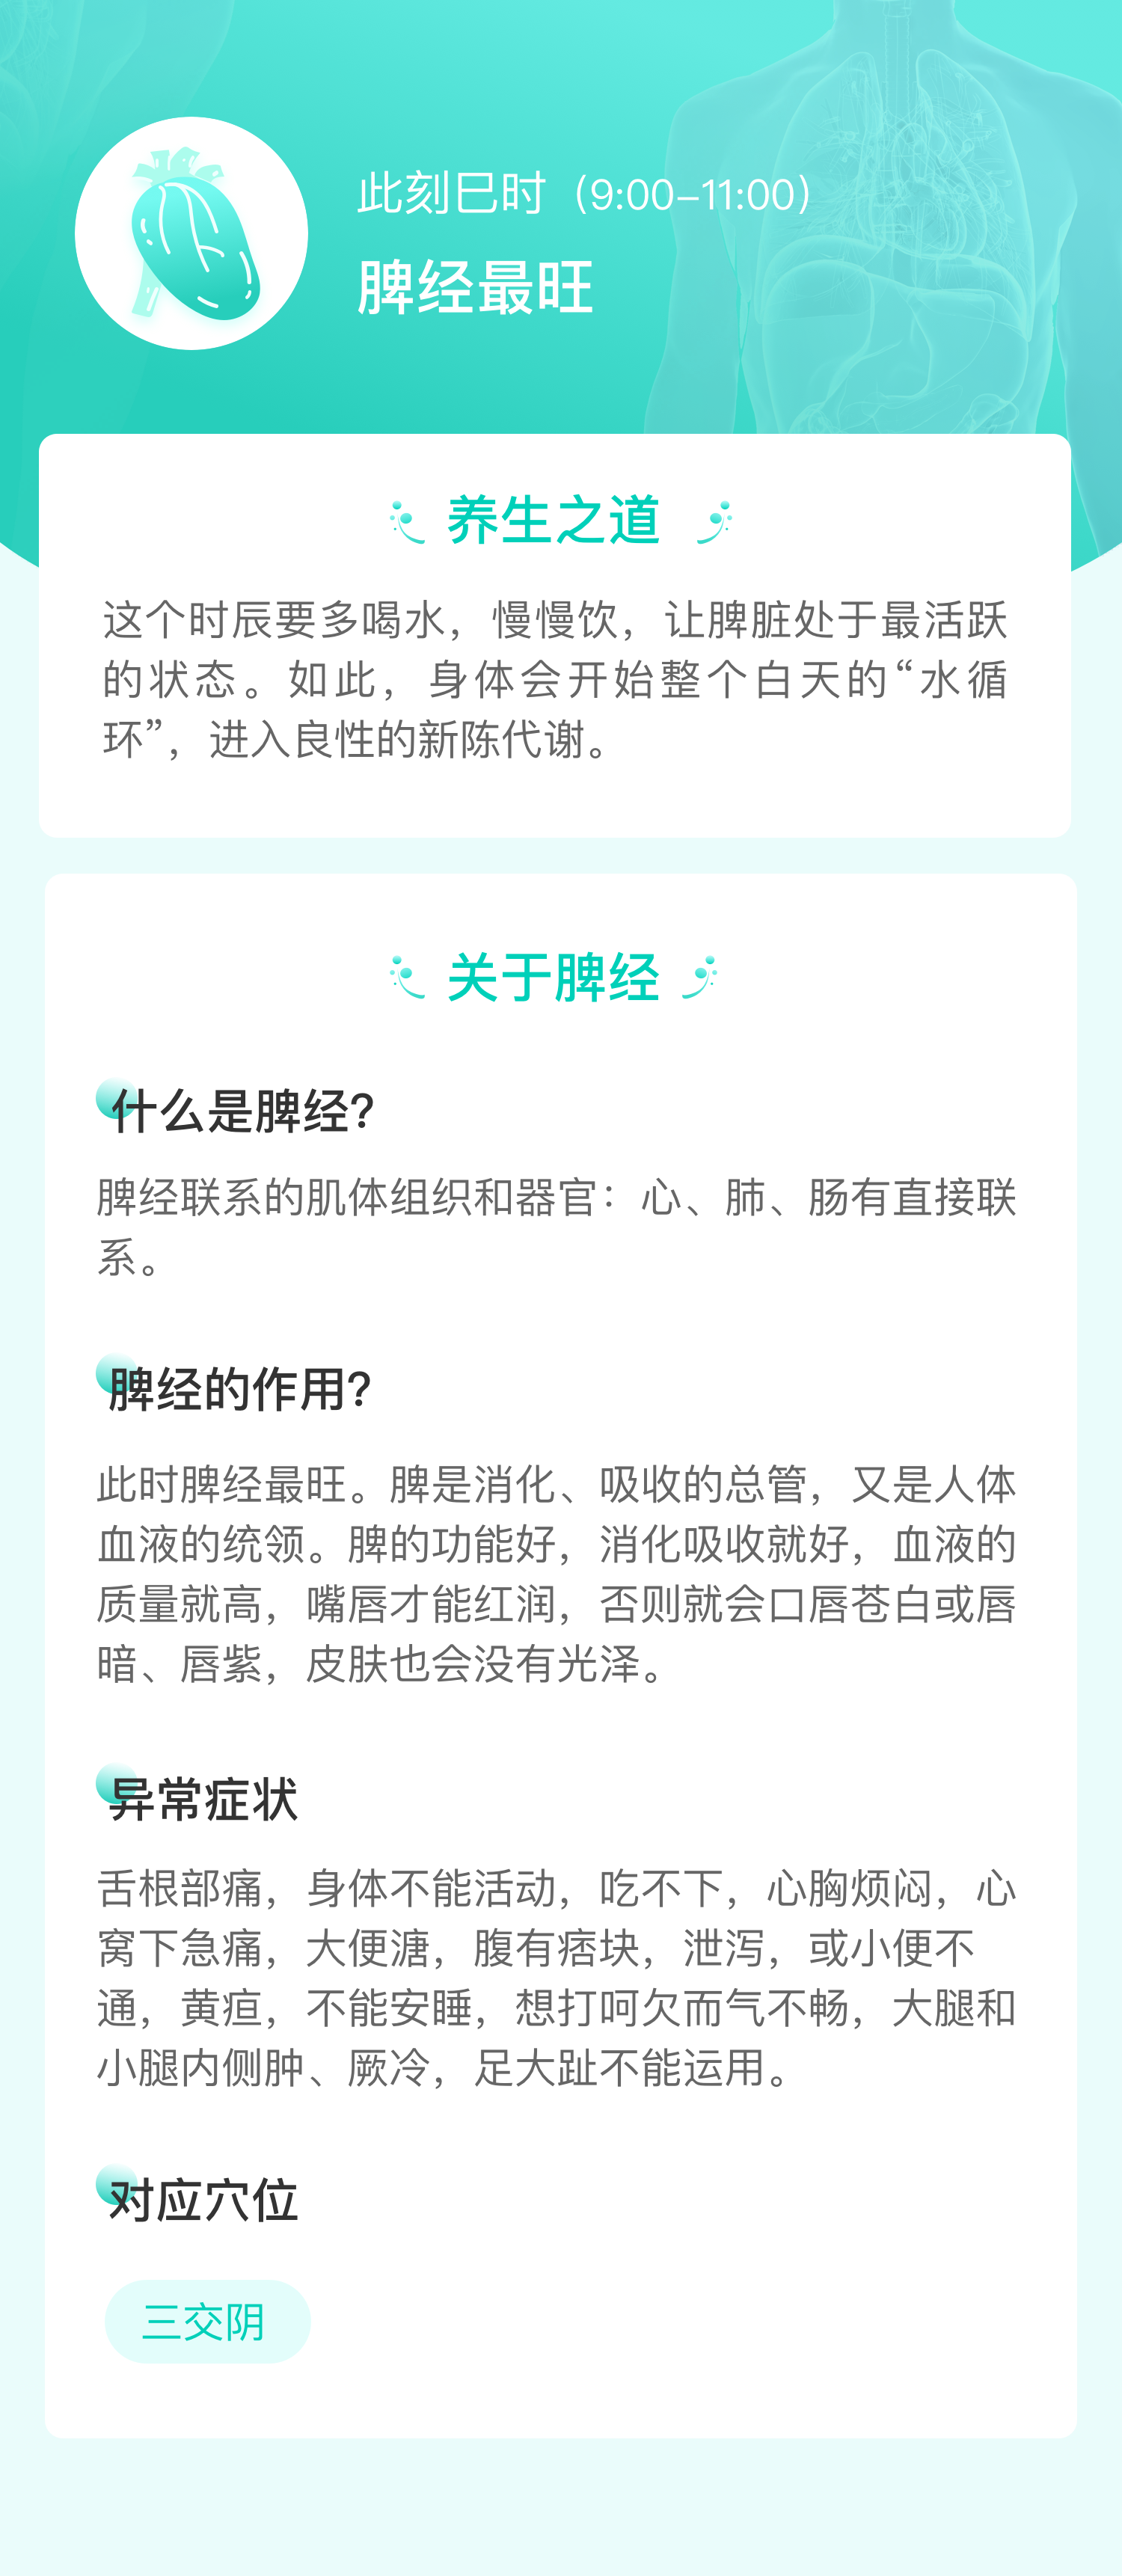 此刻巳时（9:00-11:00）
脾经最旺
养生之道
这个时辰要多喝水，慢慢饮，让脾脏处于最活跃
的状态。如此，身体会开始整个白天的“水循
环”，进入良性的新陈代谢。
关于脾经
什么是脾经?
脾经联系的肌体组织和器官：心、肺、肠有直接联
系。
脾经的作用?
此时脾经最旺。脾是消化、吸收的总管，又是人体
血液的统领。脾的功能好，消化吸收就好，血液的
质量就高，嘴唇才能红润，否则就会口唇苍白或唇
暗、唇紫，皮肤也会没有光泽。
异常症状
舌根部痛，身体不能活动，吃不下，心胸烦闷，心
窝下急痛，大便溏，腹有痞块，泄泻，或小便不
通，黄疸，不能安睡，想打呵欠而气不畅，大腿和
小腿内侧肿、厥冷，足大趾不能运用。
对应穴位
三交阴